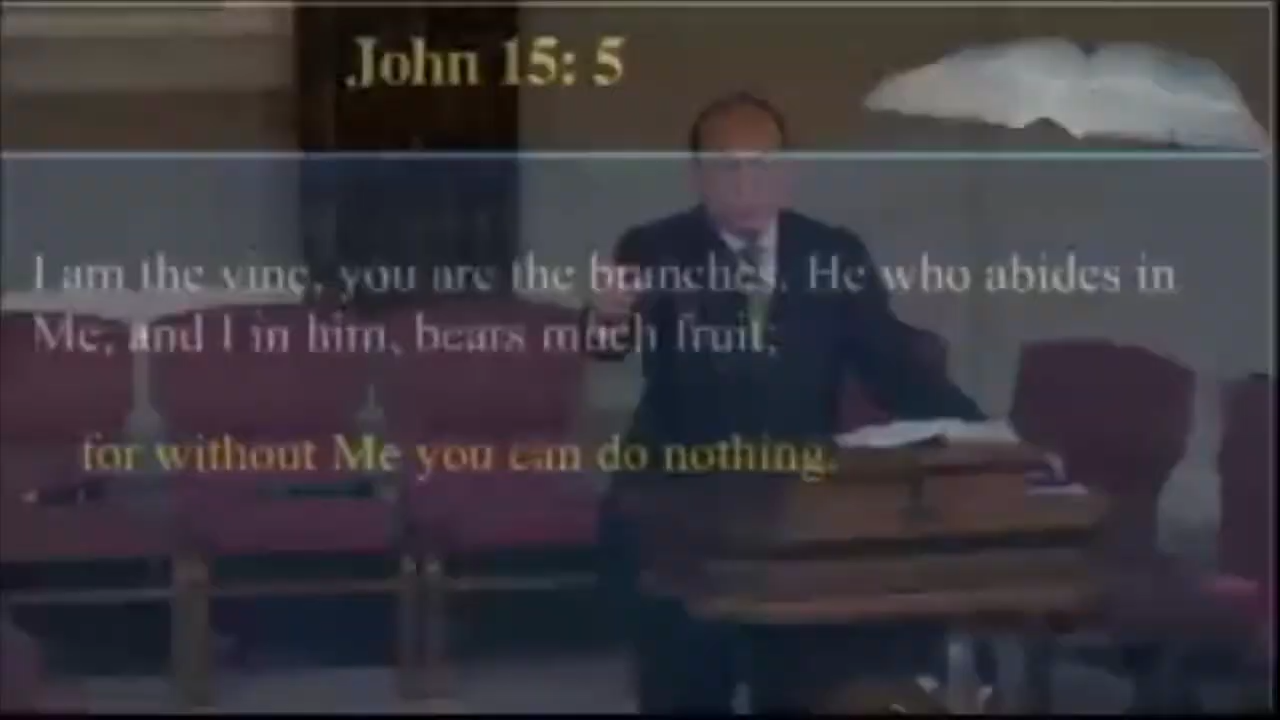 John 15: 5
I am the vine, you are the branches. He who abides in
Me, and I in him, bears much fruit;
for without Me you can do nothing.